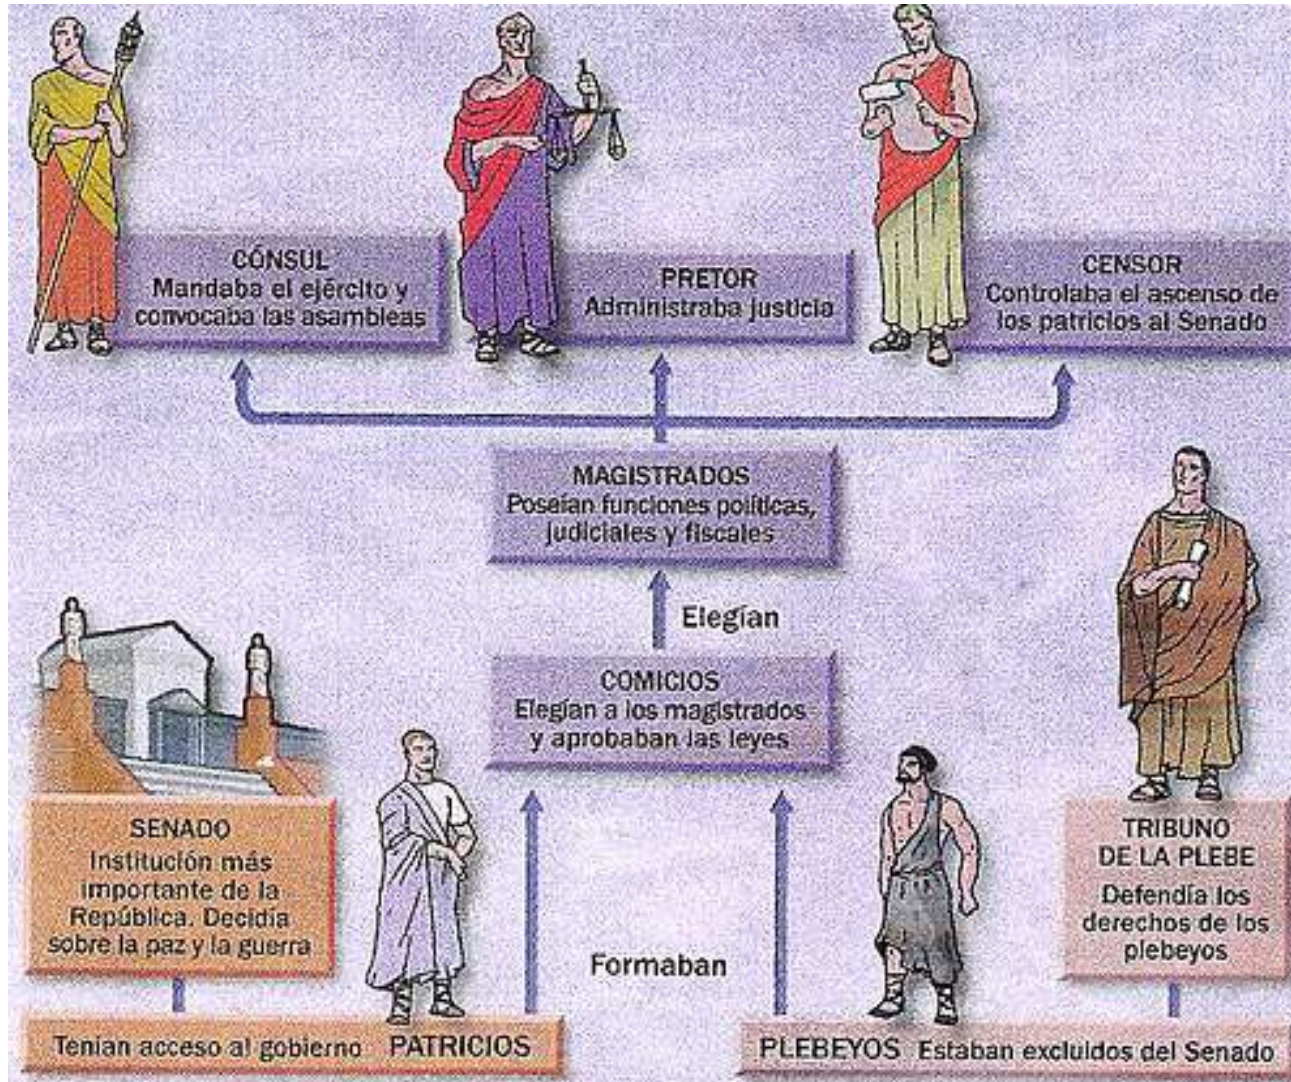 CÓNSUL
Mandaba el ejército y
convocaba las asambleas
PRETOR
Administraba justicia
CENSOR
Controlaba el ascenso de
los patricios al Senado
MAGISTRADOS
Poseían funciones políticas,
judiciales y fiscales
Elegían
COMICIOS
Elegían a los magistrados
y aprobaban las leyes
SENADO
Institución más
importante de la
República. Decidía
sobre la paz y la guerra
TRIBUNO
DE LA PLEBE
Defendía los
derechos de los
plebeyos
Formaban
Tenian acceso al gobierno PATRICIOS
PLEBEYOS Estaban excluidos del Senado